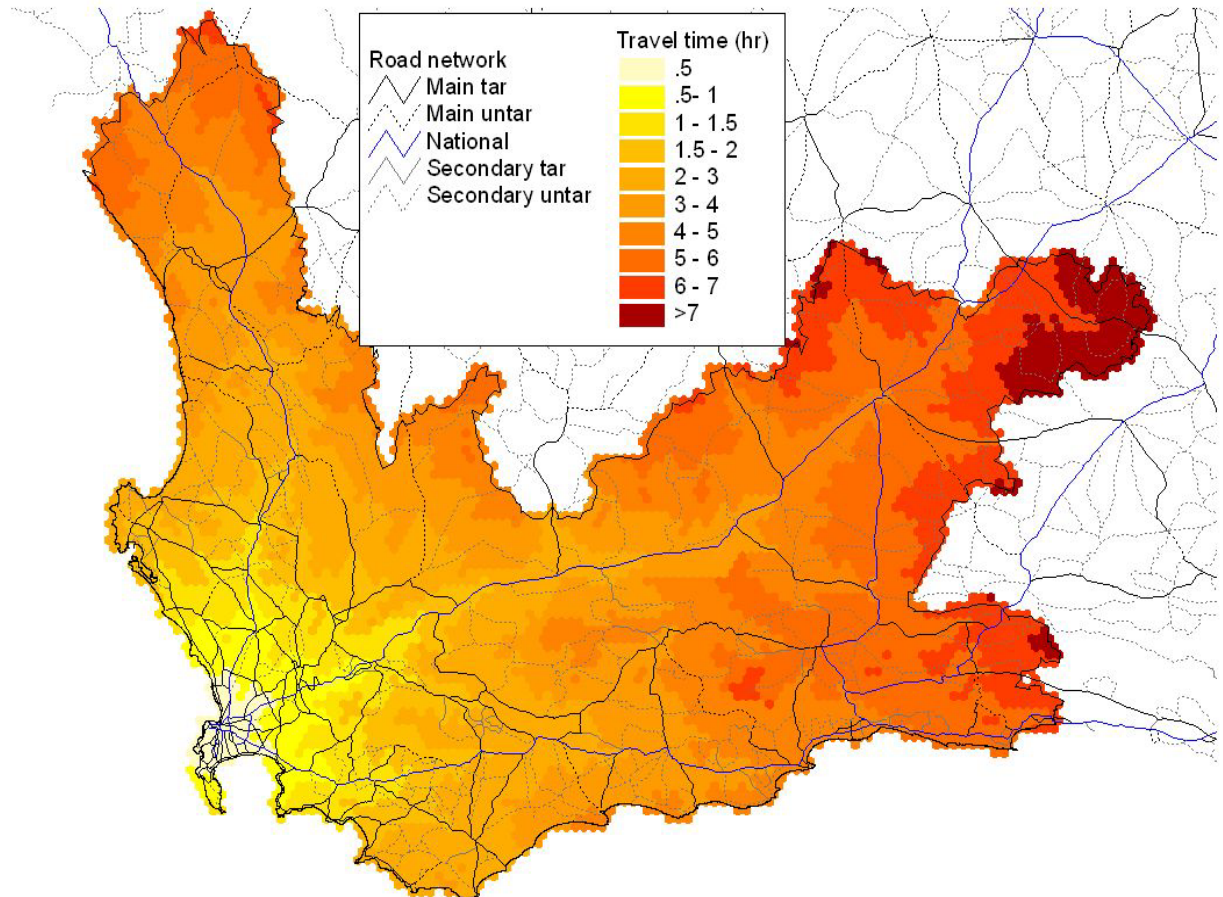 Road network
Main tar
Main untar
National
Secondary tar
Secondary untar
Travel time (hr)
.5
.5- 1
1 - 1.5
1.5 - 2
2 - 3
3 - 4
4 - 5
5 - 6
6 - 7
>7